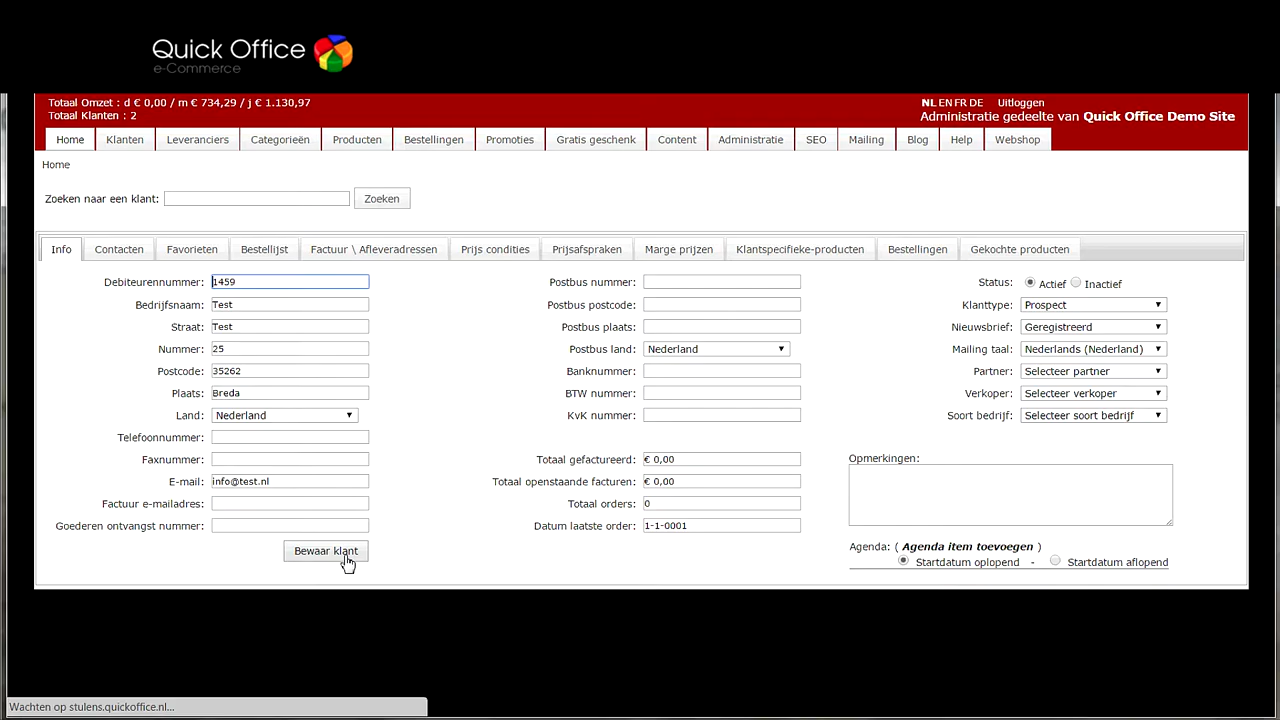 Quick Office
e-Commerce
Totaal Omzet : d € 0,00 / m € 734,29 / j € 1.130,97
NL EN FR DE Uitloggen
Totaal Klanten : 2
Administratie gedeelte van Quick Office Demo Site
Home Klanten Leveranciers Categorieën Producten Bestellingen Promoties Gratis geschenk Content Administratie SEO Mailing Blog Help Webshop
Home
Zoeken naar een klant: Zoeken
Info Contacten Favorieten Bestellijst Factuur \ Afleveradressen Prijs condities Prijsafspraken Marge prijzen Klantspecifieke-producten Bestellingen Gekochte producten
Debiteurennummer: 1459
Bedrijfsnaam: Test
Straat: Test
Nummer: 25
Postcode: 35262
Plaats: Breda
Land: Nederland
Telefoonnummer:
Faxnummer:
E-mail: info@test.nl
Factuur e-mailadres:
Goederen ontvangst nummer:
Bewaar klant
Postbus nummer:
Postbus postcode:
Postbus plaats:
Postbus land: Nederland
Banknummer:
BTW nummer:
KvK nummer:
Totaal gefactureerd: € 0,00
Totaal openstaande facturen: € 0,00
Totaal orders: 0
Datum laatste order: 1-1-0001
Status: Actief Inactief
Klanttype: Prospect
Nieuwsbrief: Geregistreerd
Mailing taal: Nederlands (Nederland)
Partner: Selecteer partner
Verkoper: Selecteer verkoper
Soort bedrijf: Selecteer soort bedrijf
Opmerkingen:
Agenda: ( Agenda item toevoegen )
Startdatum oplopend - Startdatum aflopend
Wachten op stulens.quickoffice.nl...